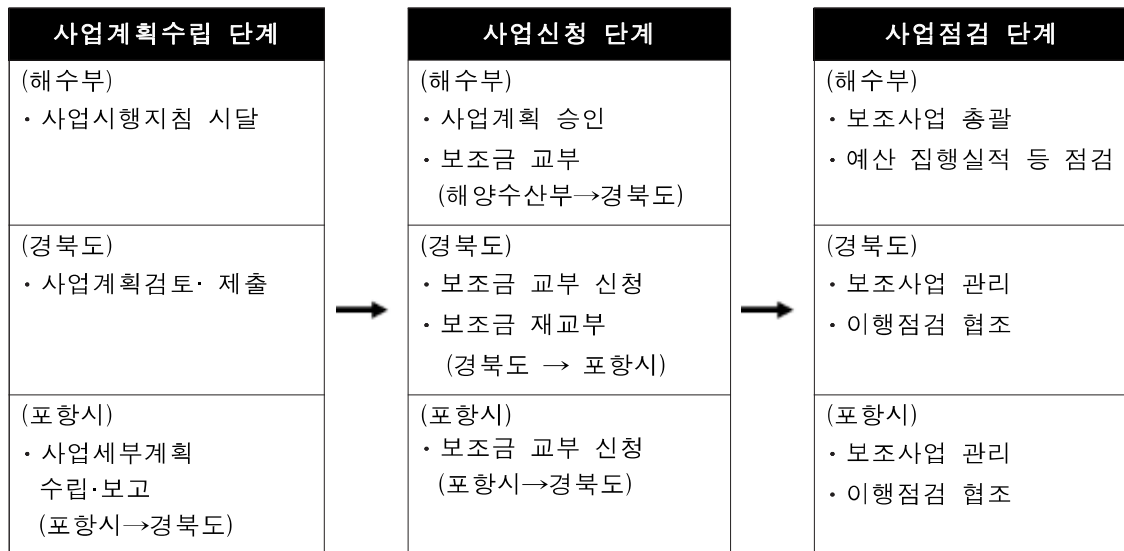 사업계획수립 단계
(해수부)
· 사업시행지침 시달
(경북도)
· 사업계획검토· 제출
(포항시)
· 사업세부계획
수립·보고
(포항시→경북도)
사업신청 단계
(해수부)
· 사업계획 승인
· 보조금 교부
(해양수산부→경북도)
(경북도)
· 보조금 교부 신청
· 보조금 재교부
(경북도 → 포항시)
(포항시)
· 보조금 교부 신청
(포항시→경북도)
사업점검 단계
(해수부)
· 보조사업 총괄
· 예산 집행실적 등 점검
(경북도)
· 보조사업 관리
· 이행점검 협조
(포항시)
· 보조사업 관리
· 이행점검 협조